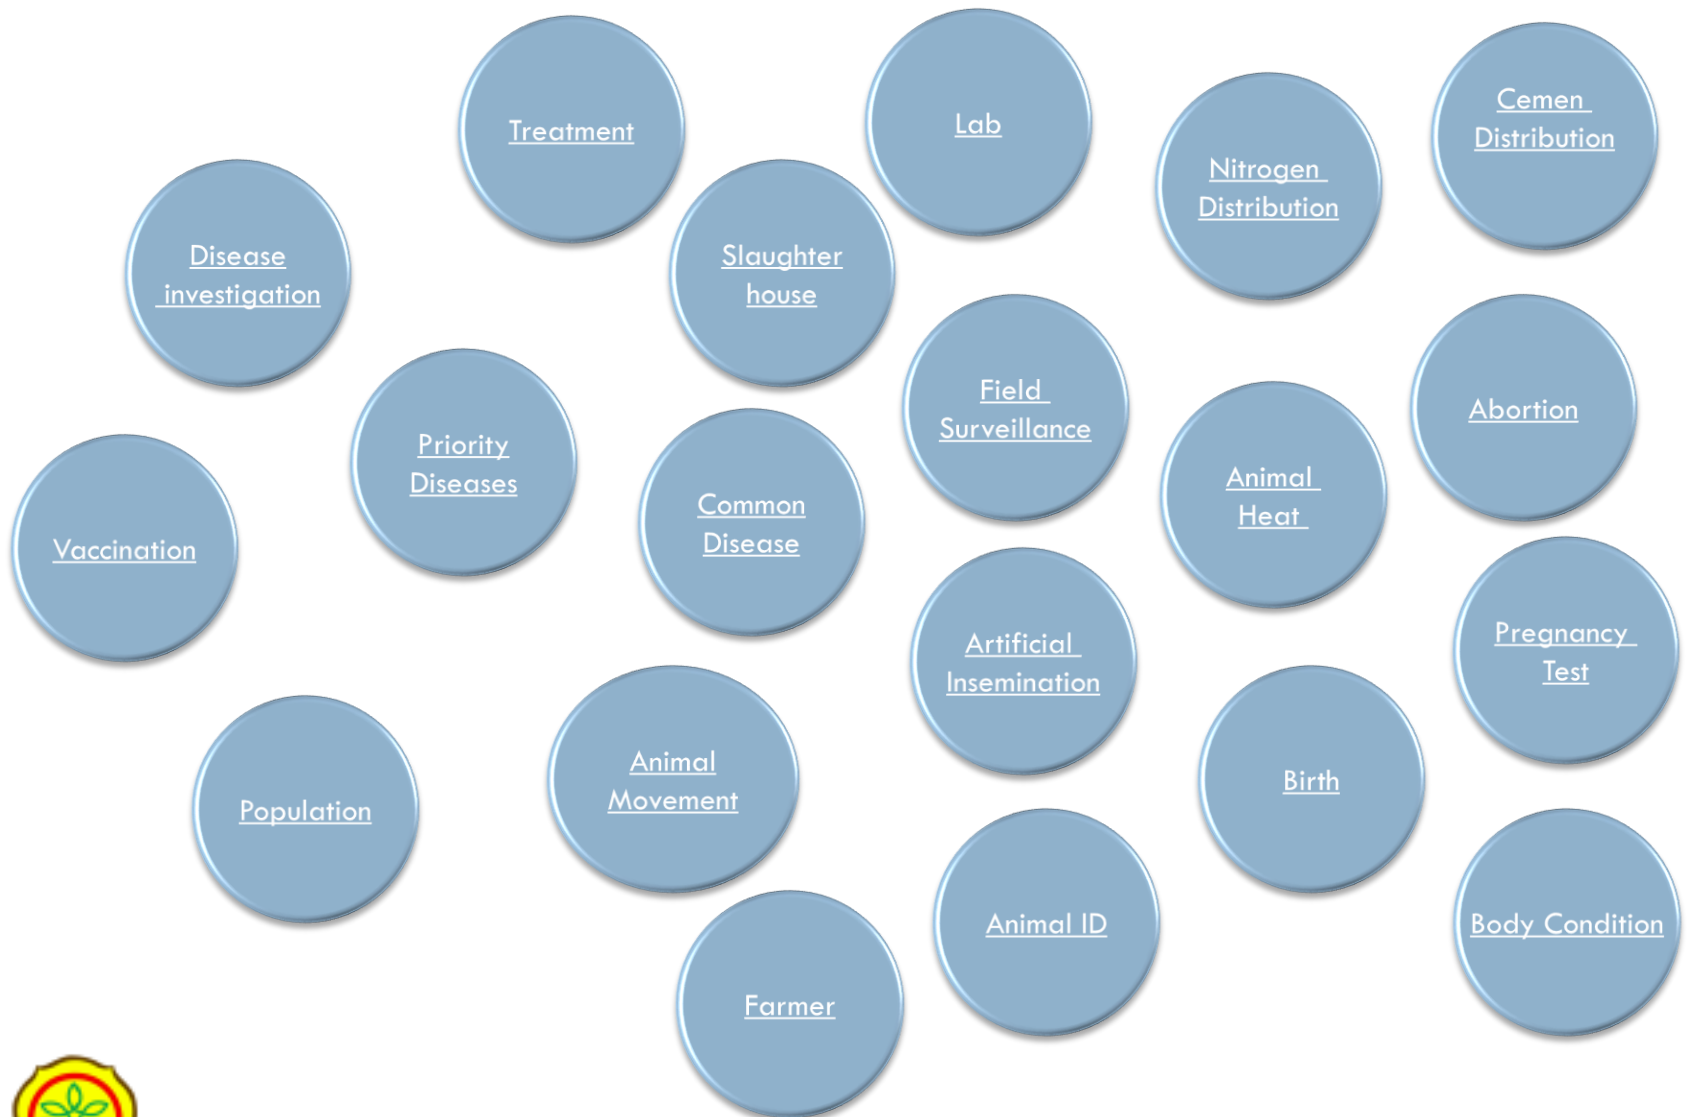 Treatment
Lab
Cemen
Distribution
Nitrogen
Distribution
Disease
investigation
Slaughter
house
Field
Surveillance
Abortion
Priority
Diseases
Animal
Heat
Common
Disease
Vaccination
Artificial
Insemination
Pregnancy
Test
Animal
Movement
Birth
Population
Animal ID
Body Condition
Farmer